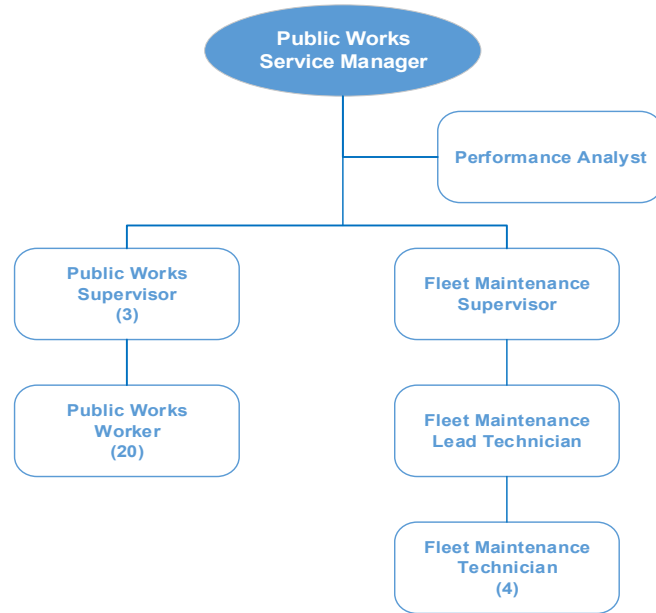 Public Works
Service Manager
Performance Analyst
Public Works
Supervisor
(3)
Fleet Maintenance
Supervisor
Public Works
Worker
(20)
Fleet Maintenance
Lead Technician
Fleet Maintenance
Technician
(4)